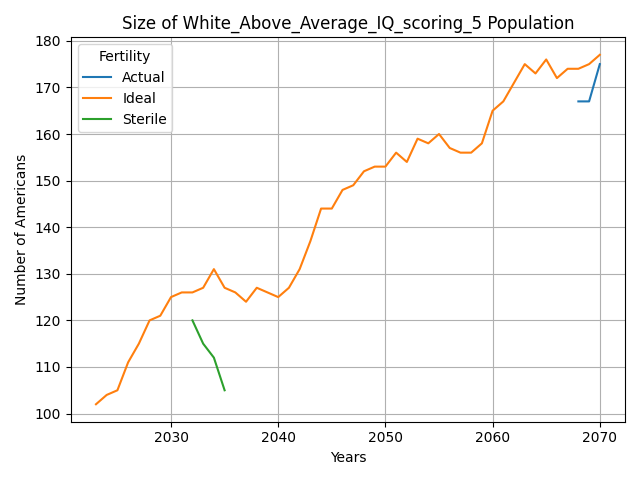 Size of White_Above_Average_IQ_scoring_5 Population
Fertility
Actual
Ideal
Sterile
Number of Americans
180
170
160
150
140
130
120
110
100
2030
2040
2050
2060
2070
Years